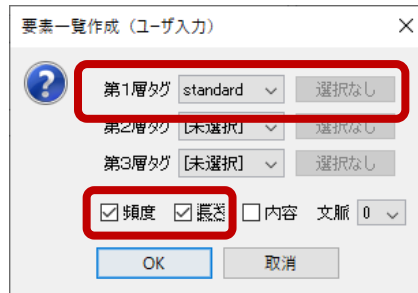 要素一覧作成（ユーザ入力）
第1層タグ standard 選択なし
第2層タグ [未選択] 選択なし
第3層タグ [未選択] 選択なし
頻度 長さ 内容 文脈 0
OK 取消